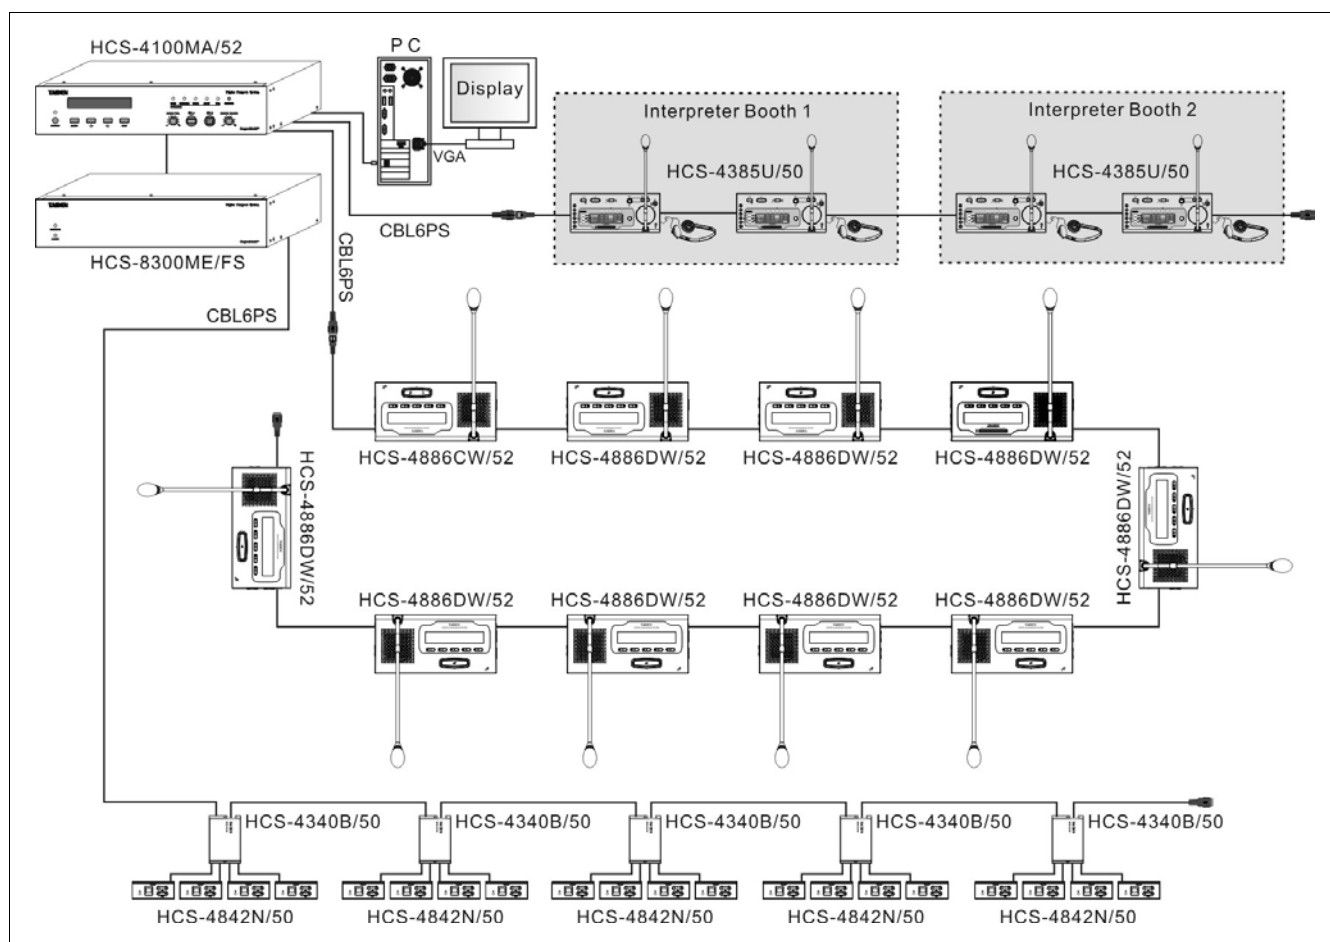 HCS-4100MA/52
PC
Display
Interpreter Booth 1
Interpreter Booth 2
TAIDEN
VGA
HCS-4385U/50
HCS-4385U/50
TAIDEN
CBL6PS
CBL6PS
HCS-8300ME/FS
CBL6PS
HCS-4886CW/52
HCS-4886DW/52
HCS-4886DW/52
HCS-4886DW/52
HCS-4886DW/52
HCS-4886DW/52
HCS-4886DW/52
HCS-4886DW/52
HCS-4886DW/52
HCS-4886DW/52
HCS-4340B/50
HCS-4340B/50
HCS-4340B/50
HCS-4340B/50
HCS-4340B/50
HCS-4842N/50
HCS-4842N/50
HCS-4842N/50
HCS-4842N/50
HCS-4842N/50